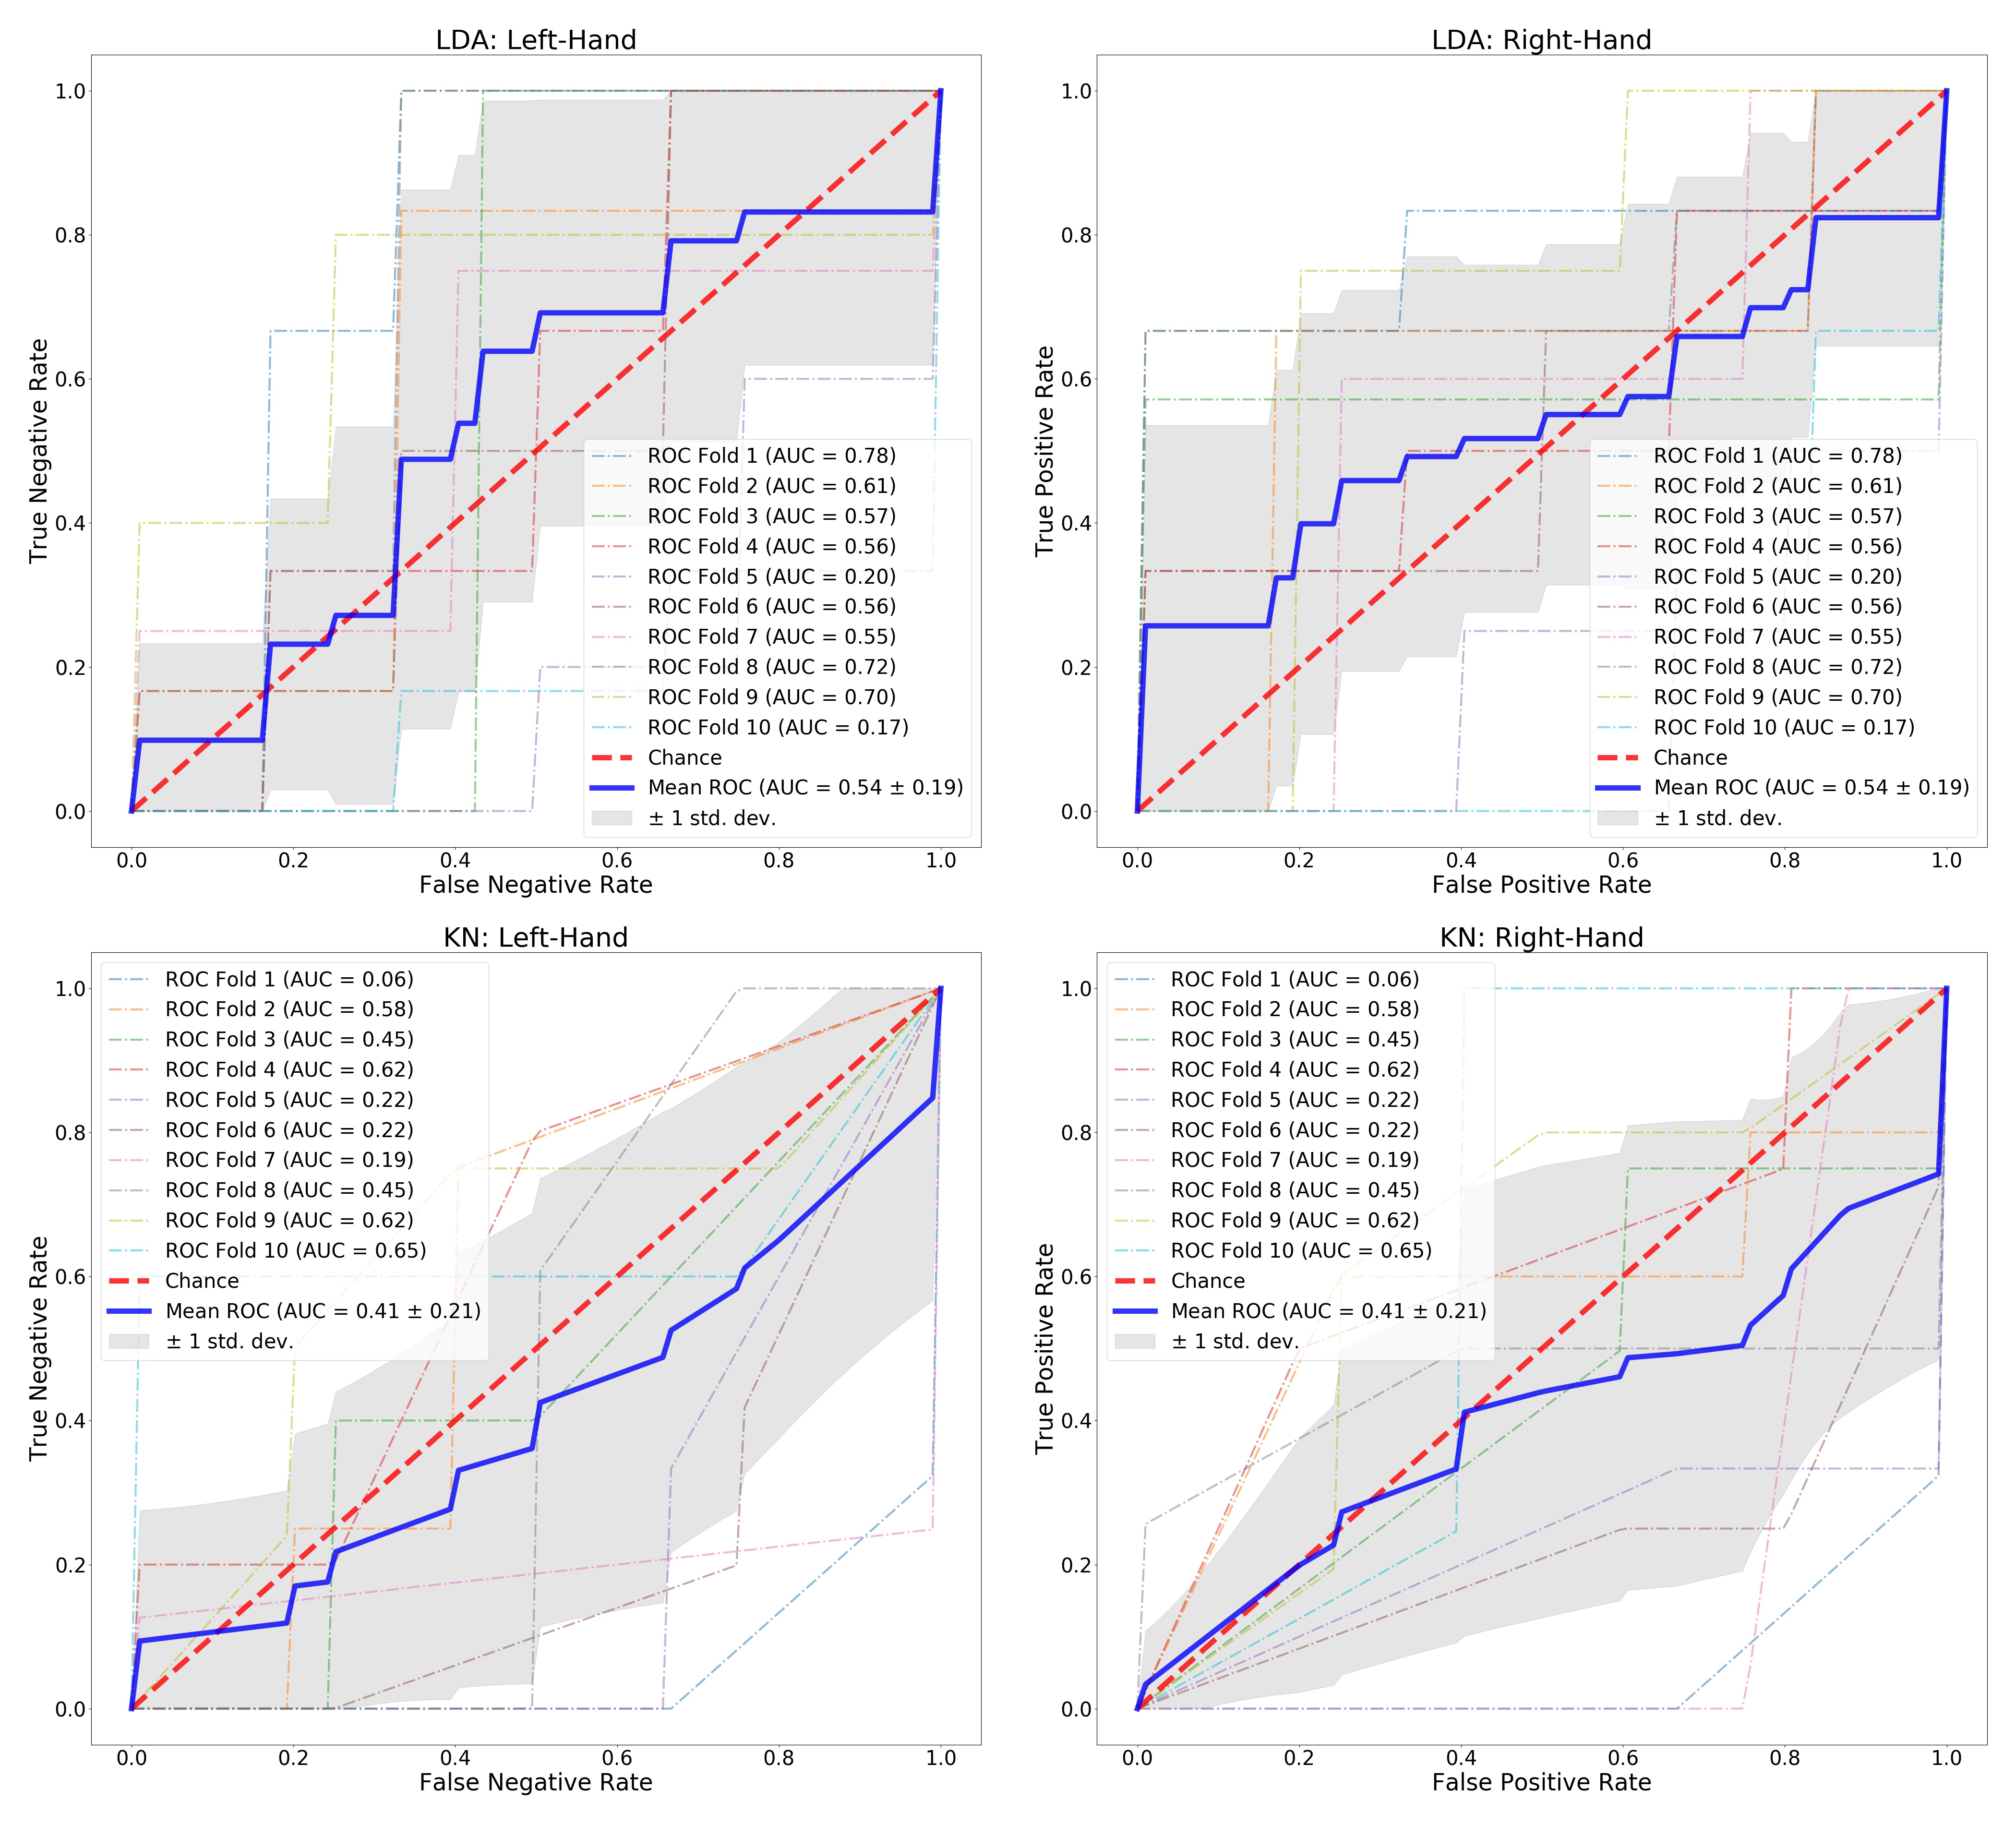 LDA: Left-Hand
True Negative Rate
1.0
0.8
0.6
0.4
0.2
0.0
ROC Fold 1 (AUC = 0.78)
ROC Fold 2 (AUC = 0.61)
ROC Fold 3 (AUC = 0.57)
ROC Fold 4 (AUC = 0.56)
ROC Fold 5 (AUC = 0.20)
ROC Fold 6 (AUC = 0.56)
ROC Fold 7 (AUC = 0.55)
ROC Fold 8 (AUC = 0.72)
ROC Fold 9 (AUC = 0.70)
ROC Fold 10 (AUC = 0.17)
Chance
Mean ROC (AUC = 0.54 ± 0.19)
± 1 std. dev.
0.0 0.2 0.4 0.6 0.8 1.0
False Negative Rate
LDA: Right-Hand
True Positive Rate
1.0
0.8
0.6
0.4
0.2
0.0
ROC Fold 1 (AUC = 0.78)
ROC Fold 2 (AUC = 0.61)
ROC Fold 3 (AUC = 0.57)
ROC Fold 4 (AUC = 0.56)
ROC Fold 5 (AUC = 0.20)
ROC Fold 6 (AUC = 0.56)
ROC Fold 7 (AUC = 0.55)
ROC Fold 8 (AUC = 0.72)
ROC Fold 9 (AUC = 0.70)
ROC Fold 10 (AUC = 0.17)
Chance
Mean ROC (AUC = 0.54 ± 0.19)
± 1 std. dev.
0.0 0.2 0.4 0.6 0.8 1.0
False Positive Rate
KN: Left-Hand
True Negative Rate
1.0
0.8
0.6
0.4
0.2
0.0
ROC Fold 1 (AUC = 0.06)
ROC Fold 2 (AUC = 0.58)
ROC Fold 3 (AUC = 0.45)
ROC Fold 4 (AUC = 0.62)
ROC Fold 5 (AUC = 0.22)
ROC Fold 6 (AUC = 0.22)
ROC Fold 7 (AUC = 0.19)
ROC Fold 8 (AUC = 0.45)
ROC Fold 9 (AUC = 0.62)
ROC Fold 10 (AUC = 0.65)
Chance
Mean ROC (AUC = 0.41 ± 0.21)
± 1 std. dev.
0.0 0.2 0.4 0.6 0.8 1.0
False Negative Rate
KN: Right-Hand
True Positive Rate
1.0
0.8
0.6
0.4
0.2
0.0
ROC Fold 1 (AUC = 0.06)
ROC Fold 2 (AUC = 0.58)
ROC Fold 3 (AUC = 0.45)
ROC Fold 4 (AUC = 0.62)
ROC Fold 5 (AUC = 0.22)
ROC Fold 6 (AUC = 0.22)
ROC Fold 7 (AUC = 0.19)
ROC Fold 8 (AUC = 0.45)
ROC Fold 9 (AUC = 0.62)
ROC Fold 10 (AUC = 0.65)
Chance
Mean ROC (AUC = 0.41 ± 0.21)
± 1 std. dev.
0.0 0.2 0.4 0.6 0.8 1.0
False Positive Rate